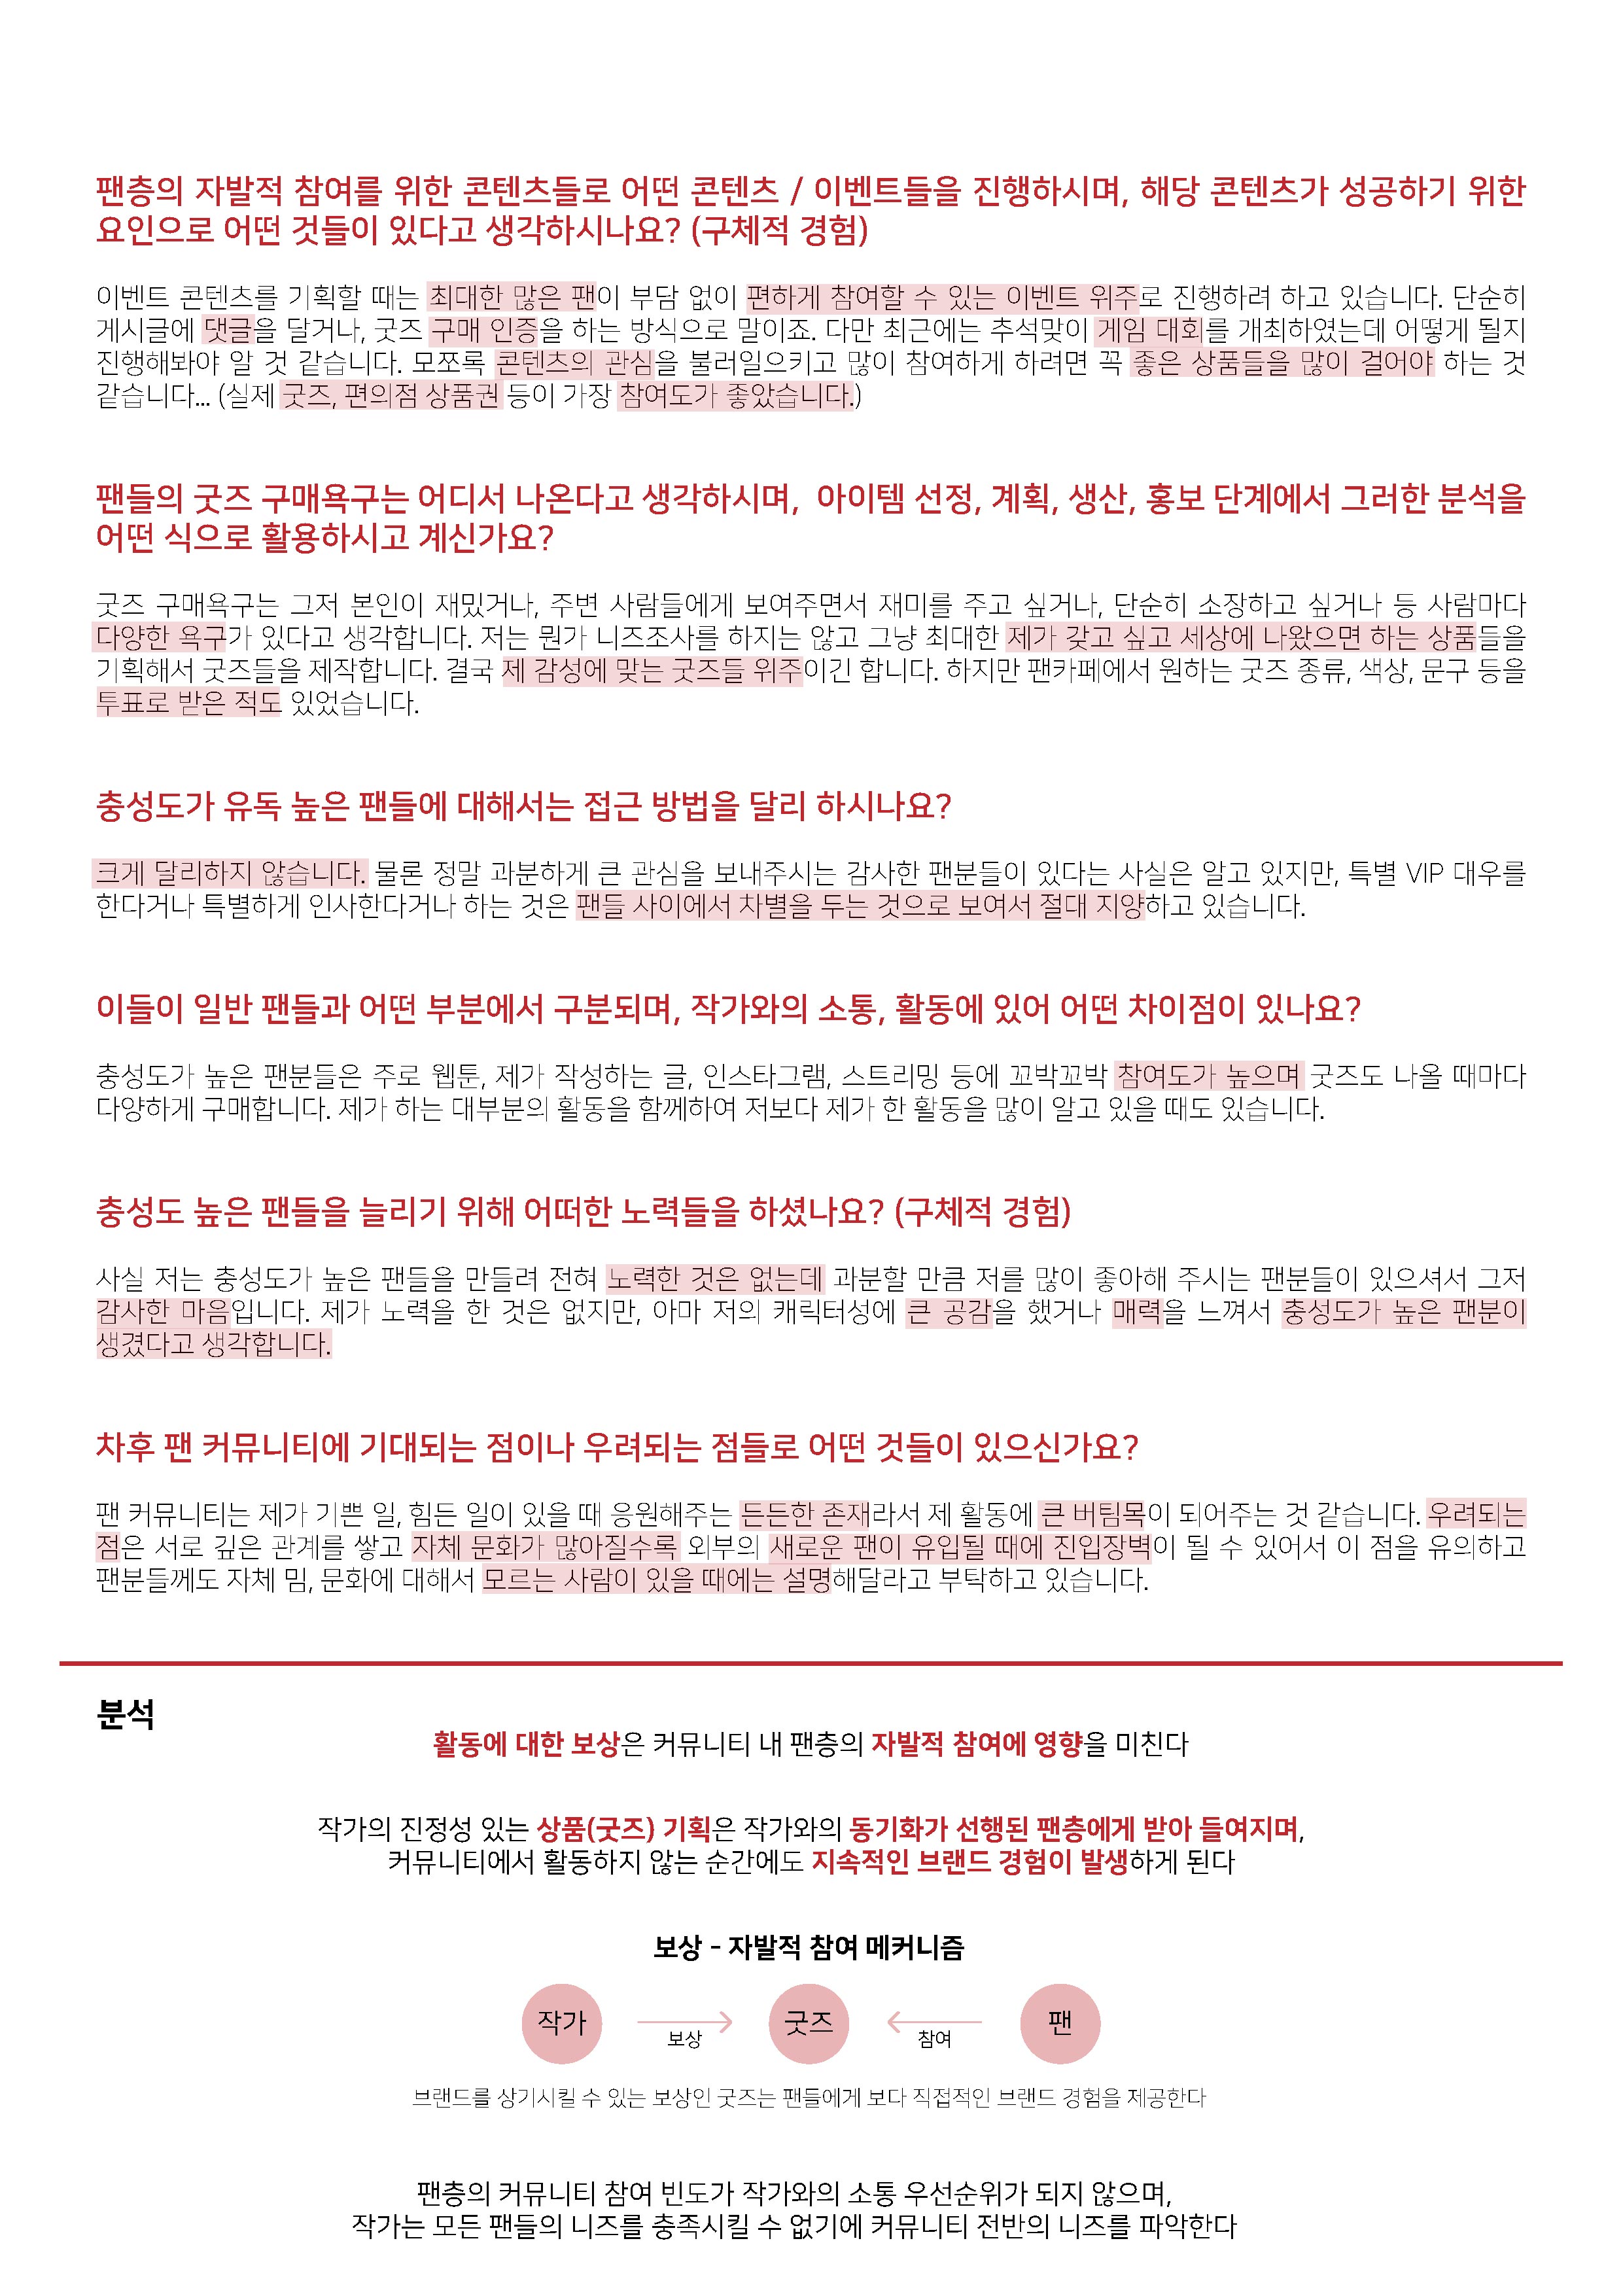 팬층의 자발적 참여를 위한 콘텐츠들로 어떤 콘텐츠 / 이벤트들을 진행하시며, 해당 콘텐츠가 성공하기 위한
요인으로 어떤 것들이 있다고 생각하시나요? (구체적 경험)
이벤트 콘텐츠를 기획할 때는 최대한 많은 팬이 부담 없이 편하게 참여할 수 있는 이벤트 위주로 진행하려 하고 있습니다. 단순히
게시글에 댓글을 달거나, 굿즈 구매 인증을 하는 방식으로 말이죠. 다만 최근에는 추석맞이 게임 대회를 개최하였는데 어떻게 될지
진행해봐야 알 것 같습니다. 모쪼록 콘텐츠의 관심을 불러일으키고 많이 참여하게 하려면 꼭 좋은 상품들을 많이 걸어야 하는 것
같습니다... (실제 굿즈, 편의점 상품권 등이 가장 참여도가 좋았습니다.)
팬들의 굿즈 구매욕구는 어디서 나온다고 생각하시며, 아이템 선정, 계획, 생산, 홍보 단계에서 그러한 분석을
어떤 식으로 활용하시고 계신가요?
굿즈 구매욕구는 그저 본인이 재밌거나, 주변 사람들에게 보여주면서 재미를 주고 싶거나, 단순히 소장하고 싶거나 등 사람마다
다양한 욕구가 있다고 생각합니다. 저는 뭔가 니즈조사를 하지는 않고 그냥 최대한 제가 갖고 싶고 세상에 나왔으면 하는 상품들을
기획해서 굿즈들을 제작합니다. 결국 제 감성에 맞는 굿즈들 위주이긴 합니다. 하지만 팬카페에서 원하는 굿즈 종류, 색상, 문구 등을
투표로 받은 적도 있었습니다.
충성도가 유독 높은 팬들에 대해서는 접근 방법을 달리 하시나요?
크게 달리하지 않습니다. 물론 정말 과분하게 큰 관심을 보내주시는 감사한 팬분들이 있다는 사실은 알고 있지만, 특별 VIP 대우를
한다거나 특별하게 인사한다거나 하는 것은 팬들 사이에서 차별을 두는 것으로 보여서 절대 지양하고 있습니다.
이들이 일반 팬들과 어떤 부분에서 구분되며, 작가와의 소통, 활동에 있어 어떤 차이점이 있나요?
충성도가 높은 팬분들은 주로 웹툰, 제가 작성하는 글, 인스타그램, 스트리밍 등에 꼬박꼬박 참여도가 높으며 굿즈도 나올 때마다
다양하게 구매합니다. 제가 하는 대부분의 활동을 함께하여 저보다 제가 한 활동을 많이 알고 있을 때도 있습니다.
충성도 높은 팬들을 늘리기 위해 어떠한 노력들을 하셨나요? (구체적 경험)
사실 저는 충성도가 높은 팬들을 만들려 전혀 노력한 것은 없는데 과분할 만큼 저를 많이 좋아해 주시는 팬분들이 있으셔서 그저
감사한 마음입니다. 제가 노력을 한 것은 없지만, 아마 저의 캐릭터성에 큰 공감을 했거나 매력을 느껴서 충성도가 높은 팬분이
생겼다고 생각합니다.
차후 팬 커뮤니티에 기대되는 점이나 우려되는 점들로 어떤 것들이 있으신가요?
팬 커뮤니티는 제가 기쁜 일, 힘든 일이 있을 때 응원해주는 든든한 존재라서 제 활동에 큰 버팀목이 되어주는 것 같습니다. 우려되는
점은 서로 깊은 관계를 쌓고 자체 문화가 많아질수록 외부의 새로운 팬이 유입될 때에 진입장벽이 될 수 있어서 이 점을 유의하고
팬분들께도 자체 밈, 문화에 대해서 모르는 사람이 있을 때에는 설명해달라고 부탁하고 있습니다.
분석
활동에 대한 보상은 커뮤니티 내 팬층의 자발적 참여에 영향을 미친다
작가의 진정성 있는 상품(굿즈) 기획은 작가와의 동기화가 선행된 팬층에게 받아 들여지며,
커뮤니티에서 활동하지 않는 순간에도 지속적인 브랜드 경험이 발생하게 된다
보상 - 자발적 참여 메커니즘
작가 보상 굿즈 참여 팬
브랜드를 상기시킬 수 있는 보상인 굿즈는 팬들에게 보다 직접적인 브랜드 경험을 제공한다
팬층의 커뮤니티 참여 빈도가 작가와의 소통 우선순위가 되지 않으며,
작가는 모든 팬들의 니즈를 충족시킬 수 없기에 커뮤니티 전반의 니즈를 파악한다